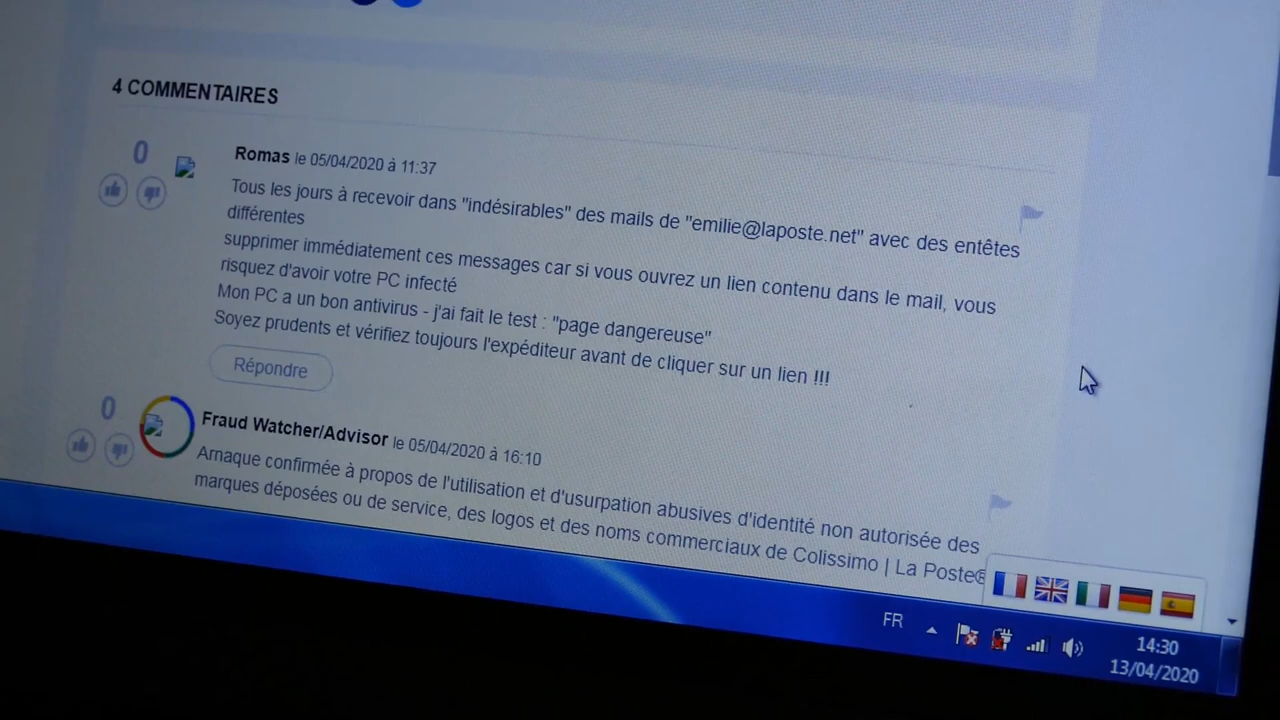 4 COMMENTAIRES
0
Romas le 05/04/2020 à 11:37
Tous les jours à recevoir dans "indésirables" des mails de "emilie@laposte.net" avec des entêtes
différentes
supprimer immédiatement ces messages car si vous ouvrez un lien contenu dans le mail, vous
risquez d'avoir votre PC infecté
Mon PC a un bon antivirus - j'ai fait le test : "page dangereuse"
Soyez prudents et vérifiez toujours l'expéditeur avant de cliquer sur un lien !!!
Répondre
0
Fraud Watcher/Advisor le 05/04/2020 à 16:10
Arnaque confirmée à propos de l'utilisation et d'usurpation abusives d'identité non autorisée des
marques déposées ou de service, des logos et des noms commerciaux de Colissimo | La Poste®
FR
14:30
13/04/2020